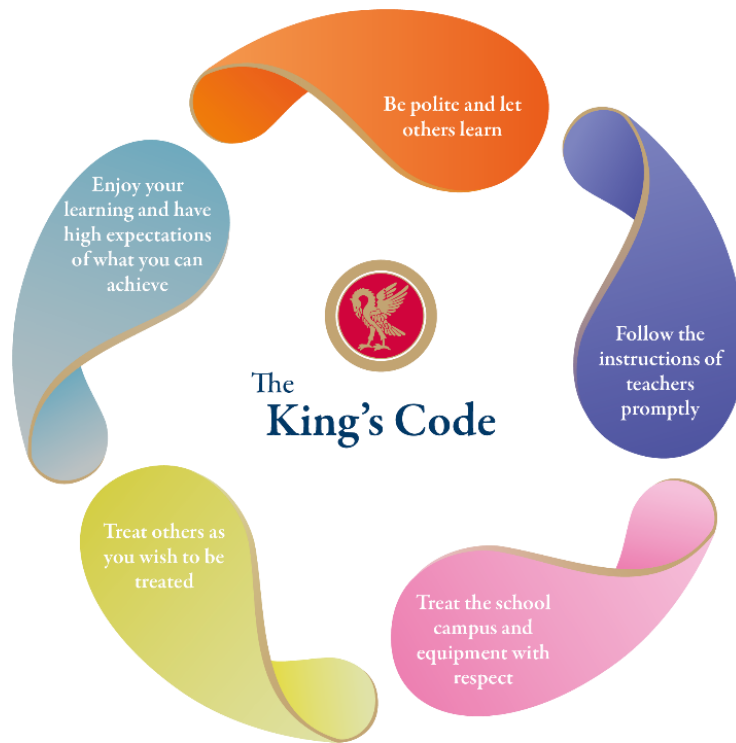 Be polite and let
others learn
Follow the
instructions of
teachers
promptly
Treat the school
campus and
equipment with
respect
Treat others as
you wish to be
treated
Enjoy your
learning and have
high expectations
of what you can
achieve
The
King's Code